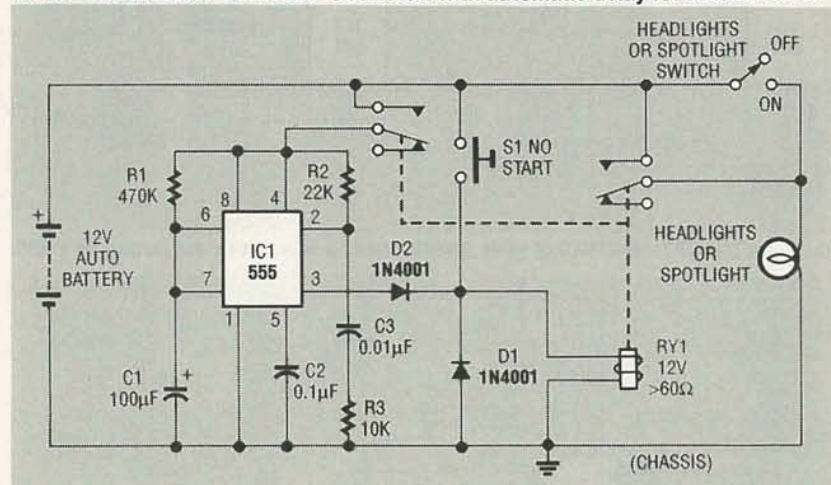 HEADLIGHTS
OR SPOTLIGHT
SWITCH
OFF
ON
R1
470K
8
4
R2
22K
S1 NO
START
6
2
12V
AUTO
BATTERY
+
IC1
555
HEADLIGHTS
OR
SPOTLIGHT
7
3
D2
1N4001
1
5
C3
0.01µF
C1
100µF
+
C2
0.1µF
D1
1N4001
RY1
12V
>60Ω
R3
10K
(CHASSIS)